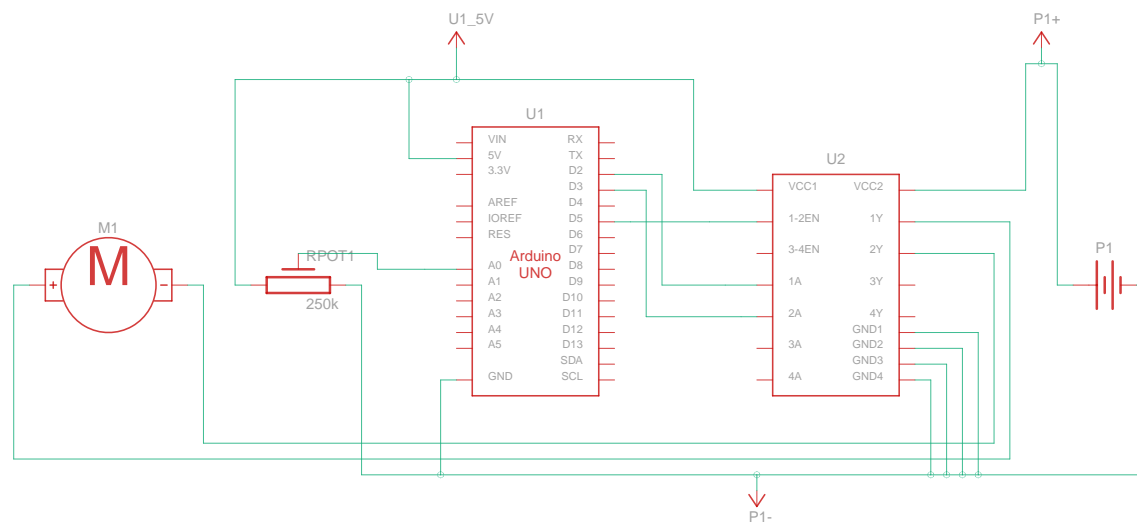 U1_5V
P1+
U1
VIN
5V
3.3V
AREF
IOREF
RES
A0
A1
A2
A3
A4
A5
GND
Arduino
UNO
RX
TX
D2
D3
D4
D5
D6
D7
D8
D9
D10
D11
D12
D13
SDA
SCL
U2
VCC1
1-2EN
3-4EN
1A
2A
3A
4A
VCC2
1Y
2Y
3Y
4Y
GND1
GND2
GND3
GND4
M1
M
+
-
RPOT1
250k
P1
P1-